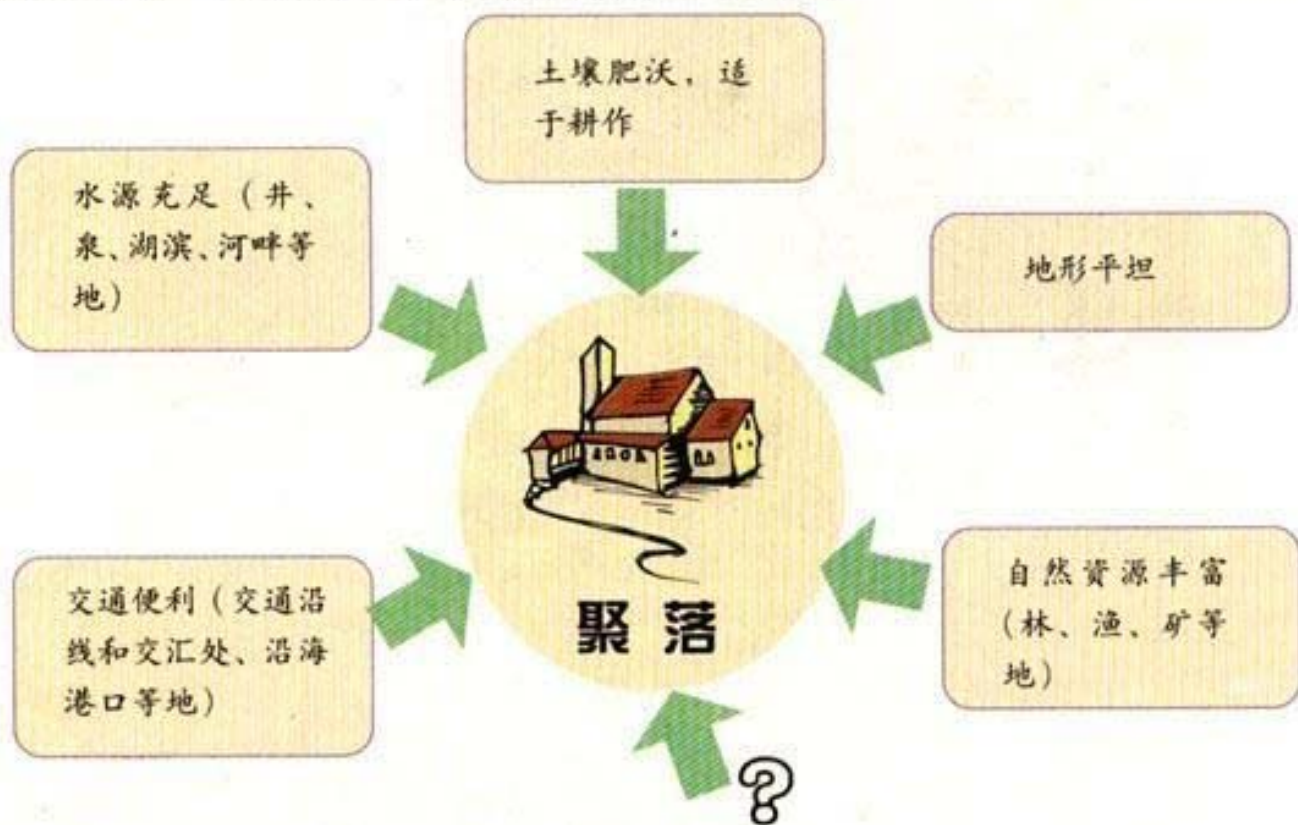 土壤肥沃，适
于耕作
水源充足（井、
泉、湖滨、河畔等
地）
地形平坦
交通便利（交通沿
线和交汇处、沿海
港口等地）
自然资源丰富
（林、渔、矿等
地）
聚落
?